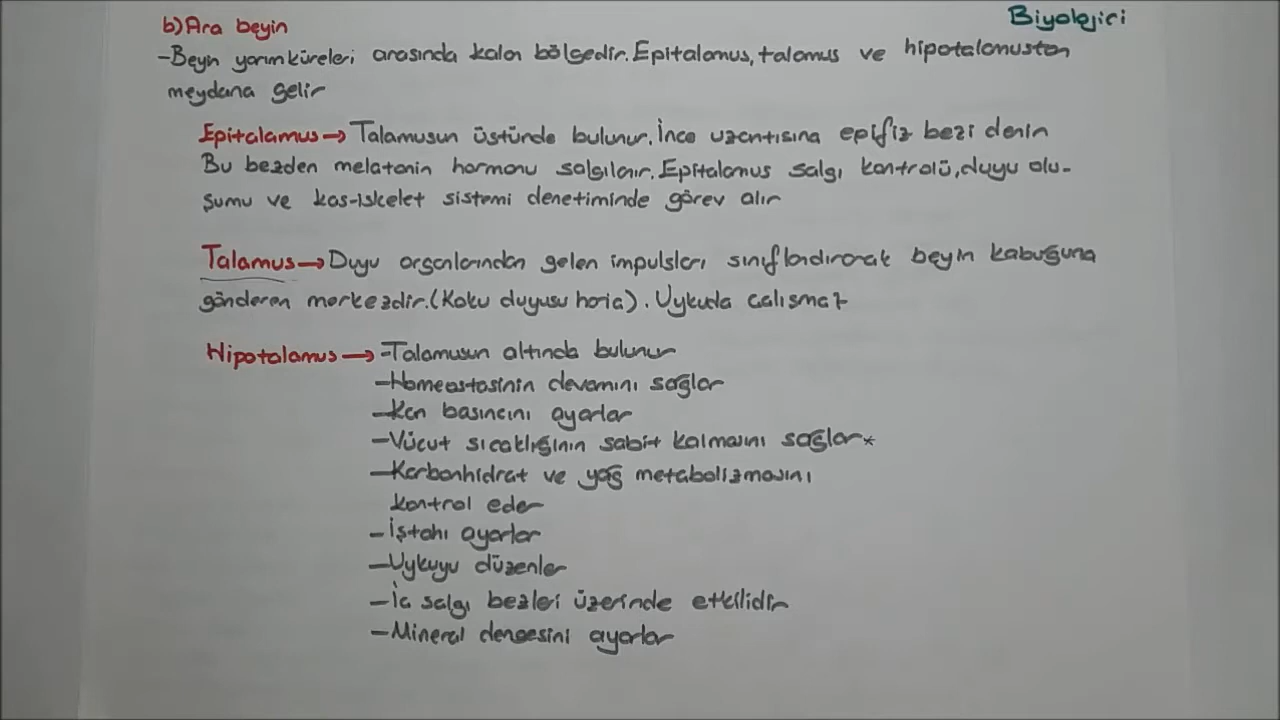 Biyolojici
b) Ara beyin
-Beyin yarım küreleri arasında kalan bölgedir. Epitalamus, talamus ve hipotalamustan
meydana gelir
Epitalamus → Talamusun üstünde bulunur. İnce uzantısına epifiz bezi denir
Bu bezden melatonin hormonu salgılanır. Epitalamus salgı kontrolü, duyu olu-
şumu ve kas-iskelet sistemi denetiminde görev alır
Talamus → Duyu organlarından gelen impulsları sınıflandırarak beyin kabuğuna
gönderen merkezdir. (Koku duyusu hariç). Uykuda çalışmaz
Hipotalamus → -Talamusun altında bulunur
-Homeostasinin devamını sağlar
-Kan basıncını ayarlar
-Vücut sıcaklığının sabit kalmasını sağlar*
-Karbonhidrat ve yağ metabolizmasını
kontrol eder
-İştahı ayarlar
-Uykuyu düzenler
-İç salgı bezleri üzerinde etkilidir
-Mineral dengesini ayarlar